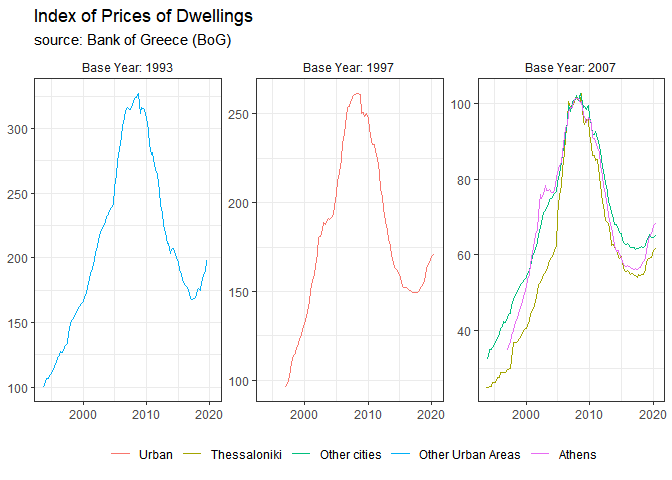 Index of Prices of Dwellings
source: Bank of Greece (BoG)
Base Year: 1993
Base Year: 1997
Base Year: 2007
300
250
200
150
100
250
200
150
100
100
80
60
40
2000 2010 2020
2000 2010 2020
2000 2010 2020
Urban Thessaloniki Other cities Other Urban Areas Athens